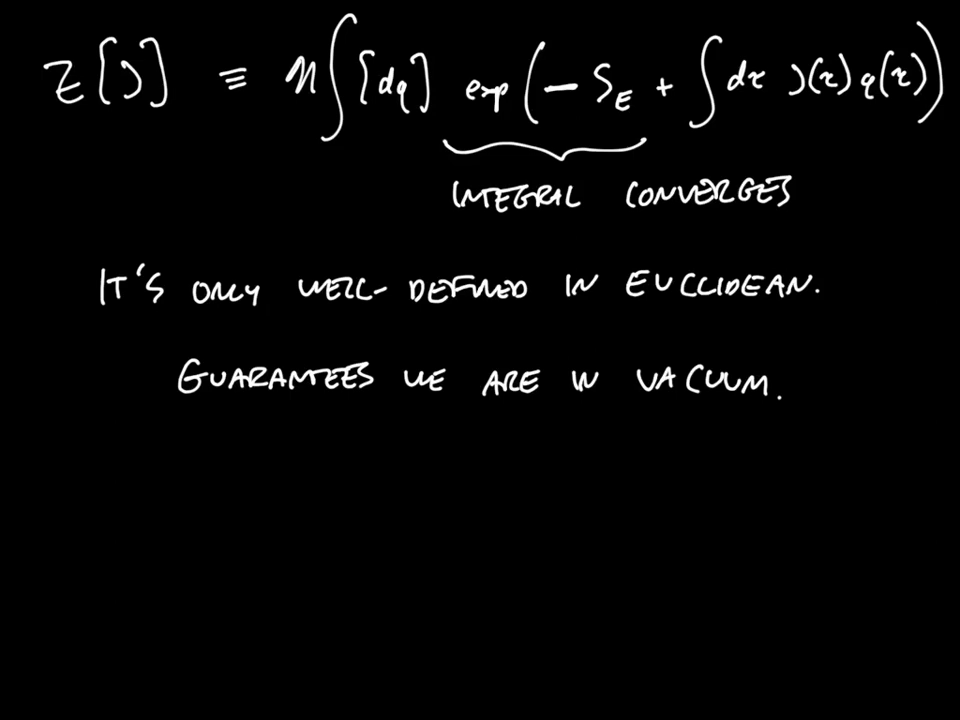 Z[J] ≡ N∫[dq] exp(− S_E + ∫dτ J(τ) q(τ))
INTEGRAL CONVERGES
IT'S ONLY WELL-DEFINED IN EUCLIDEAN.
GUARANTEES WE ARE IN VACUUM.